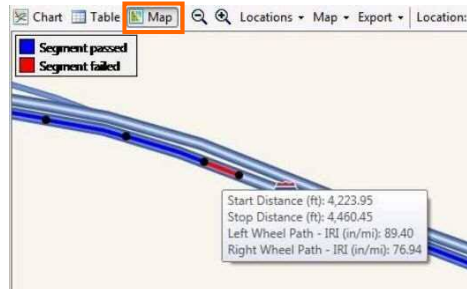 Chart Table Map Locations Map Export Locations
Segment passed
Segment failed
Start Distance (ft): 4,223.95
Stop Distance (ft): 4,460.45
Left Wheel Path - IRI (in/mi): 89.40
Right Wheel Path - IRI (in/mi): 76.94